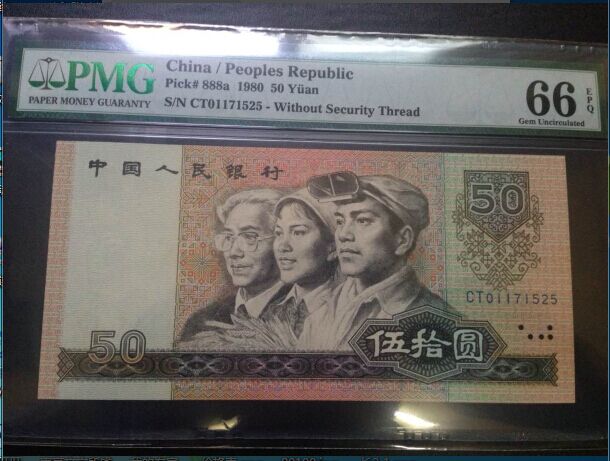 PMG
PAPER MONEY GUARANTY
China / Peoples Republic
Pick# 888a 1980 50 Yüan
S/N CT01171525 - Without Security Thread
66
EPQ
Gem Uncirculated
中国人民银行
50
CT01171525
50
伍拾圆